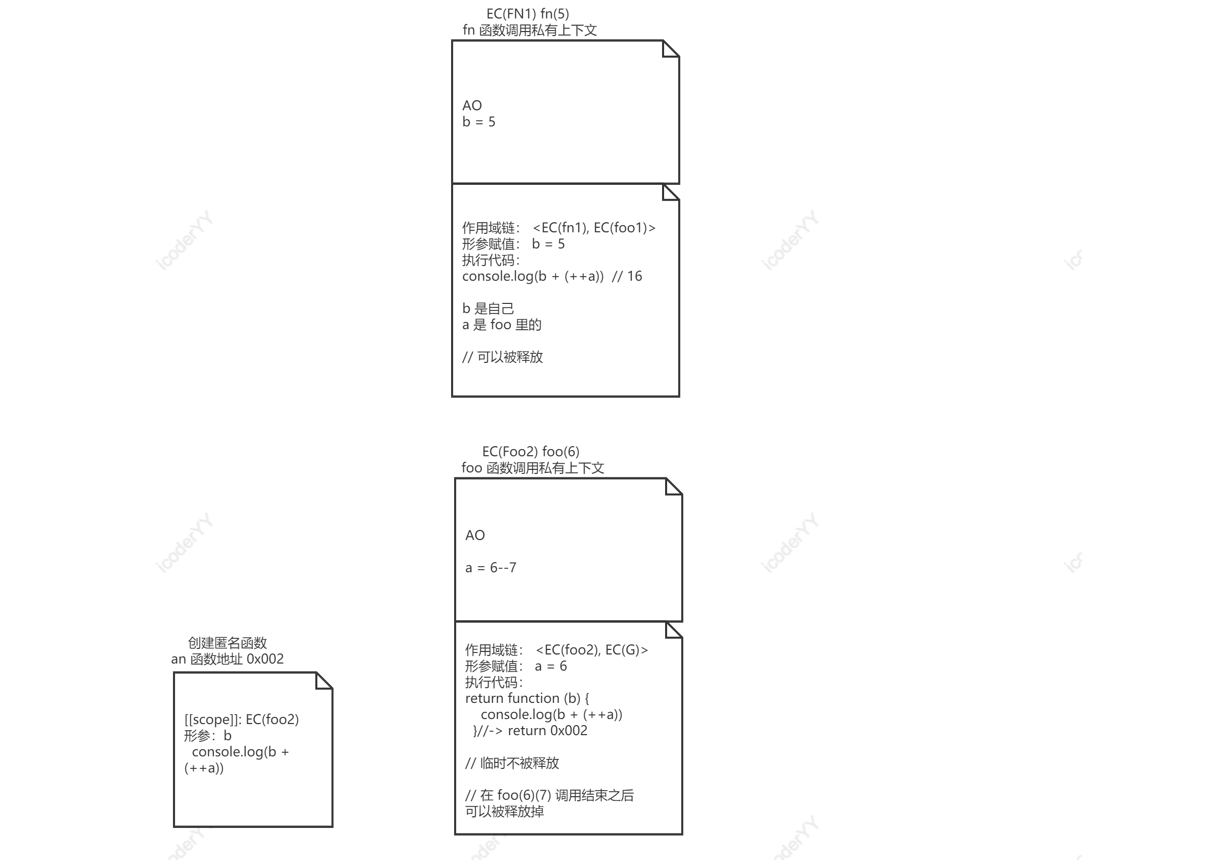 EC(FN1) fn(5)
fn 函数调用私有上下文
AO
b = 5
作用域链： <EC(fn1), EC(foo1)>
形参赋值： b = 5
执行代码：
console.log(b + (++a))  // 16
b 是自己
a 是 foo 里的
// 可以被释放
icoderYY
icoderYY
EC(Foo2) foo(6)
foo 函数调用私有上下文
AO
a = 6--7
作用域链： <EC(foo2), EC(G)>
形参赋值： a = 6
执行代码：
return function (b) {
console.log(b + (++a))
}//-> return 0x002
// 临时不被释放
// 在 foo(6)(7) 调用结束之后
可以被释放掉
icoderYY
icoderYY
创建匿名函数
an 函数地址 0x002
[[scope]]: EC(foo2)
形参：b
console.log(b +
(++a))